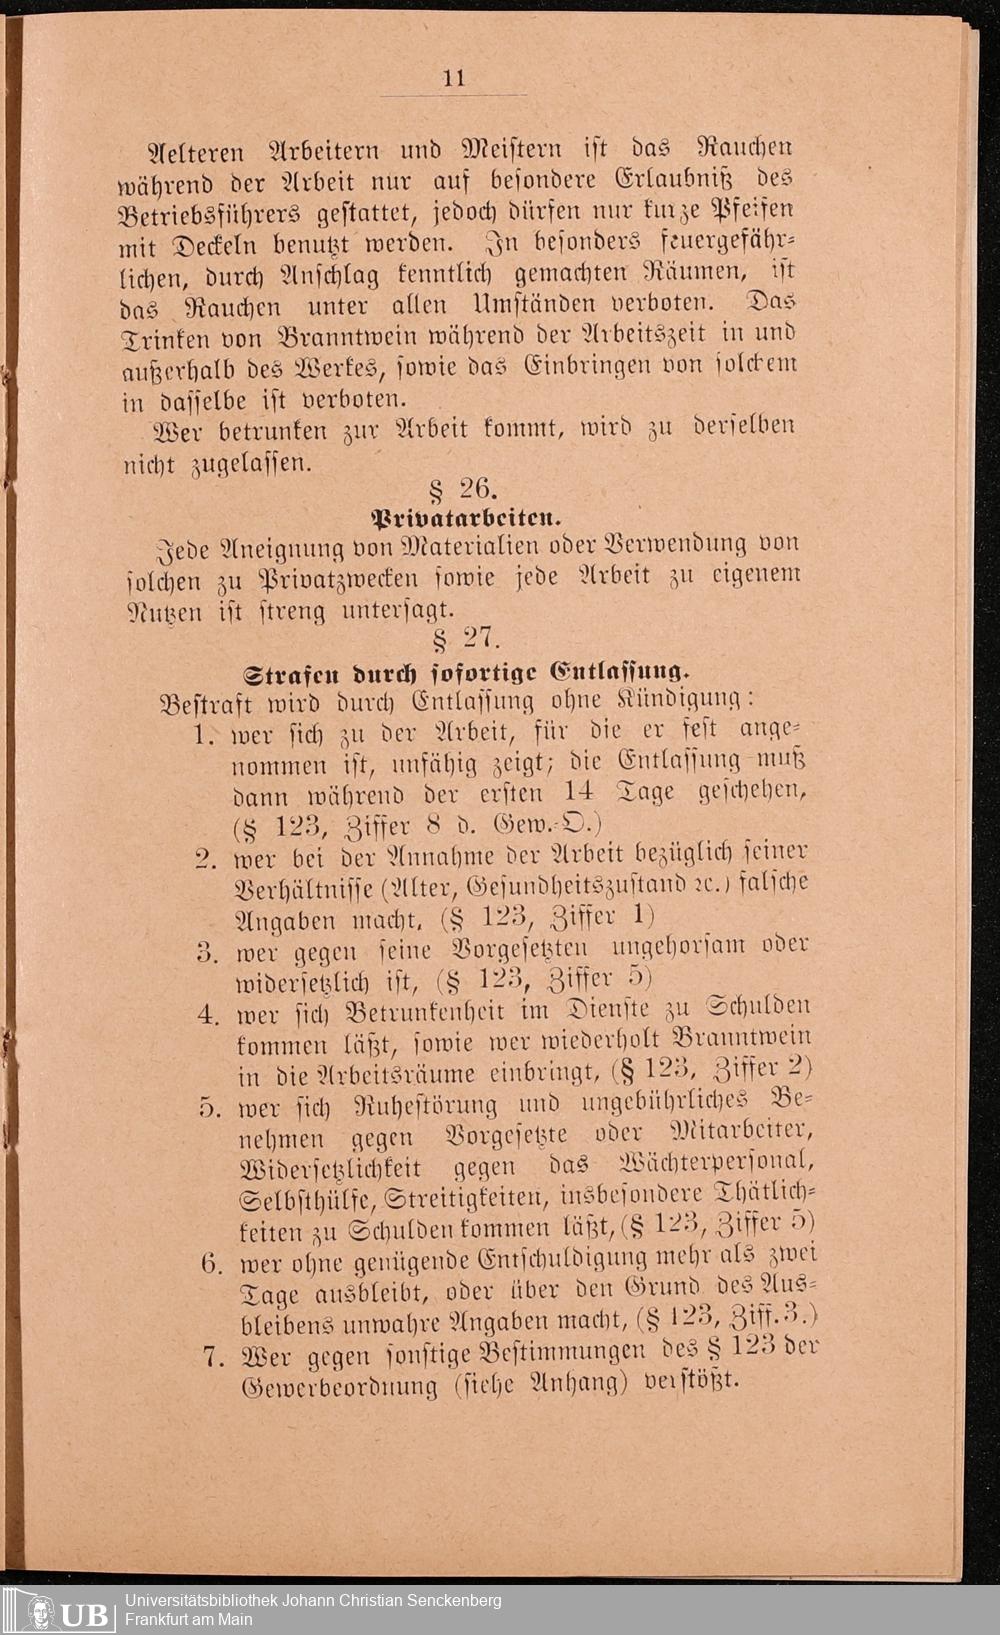 11
Aelteren Arbeitern und Meistern ist das Rauchen
während der Arbeit nur auf besondere Erlaubniß des
Betriebsführers gestattet, jedoch dürfen nur kurze Pfeifen
mit Deckeln benutzt werden. In besonders feuergefähr-
lichen, durch Anschlag kenntlich gemachten Räumen, ist
das Rauchen unter allen Umständen verboten. Das
Trinken von Branntwein während der Arbeitszeit in und
außerhalb des Werkes, sowie das Einbringen von solchem
in dasselbe ist verboten.
Wer betrunken zur Arbeit kommt, wird zu derselben
nicht zugelassen.
§ 26.
Privatarbeiten.
Jede Aneignung von Materialien oder Verwendung von
solchen zu Privatzwecken sowie jede Arbeit zu eigenem
Nutzen ist streng untersagt.
§ 27.
Strafen durch sofortige Entlassung.
Bestraft wird durch Entlassung ohne Kündigung:
1. wer sich zu der Arbeit, für die er fest ange-
nommen ist, unfähig zeigt; die Entlassung muß
dann während der ersten 14 Tage geschehen,
(§ 123, Ziffer 8 d. Gew.-O.)
2. wer bei der Annahme der Arbeit bezüglich seiner
Verhältnisse (Alter, Gesundheitszustand ꝛc.) falsche
Angaben macht, (§ 123, Ziffer 1)
3. wer gegen seine Vorgesetzten ungehorsam oder
widersetzlich ist, (§ 123, Ziffer 5)
4. wer sich Betrunkenheit im Dienste zu Schulden
kommen läßt, sowie wer wiederholt Branntwein
in die Arbeitsräume einbringt, (§ 123, Ziffer 2)
5. wer sich Ruhestörung und ungebührliches Be-
nehmen gegen Vorgesetzte oder Mitarbeiter,
Widersetzlichkeit gegen das Wächterpersonal,
Selbsthülfe, Streitigkeiten, insbesondere Thätlich-
keiten zu Schulden kommen läßt, (§ 123, Ziffer 5)
6. wer ohne genügende Entschuldigung mehr als zwei
Tage ausbleibt, oder über den Grund des Aus-
bleibens unwahre Angaben macht, (§ 123, Ziff. 3.)
7. Wer gegen sonstige Bestimmungen des § 123 der
Gewerbeordnung (siehe Anhang) verstößt.
UB
Universitätsbibliothek Johann Christian Senckenberg
Frankfurt am Main